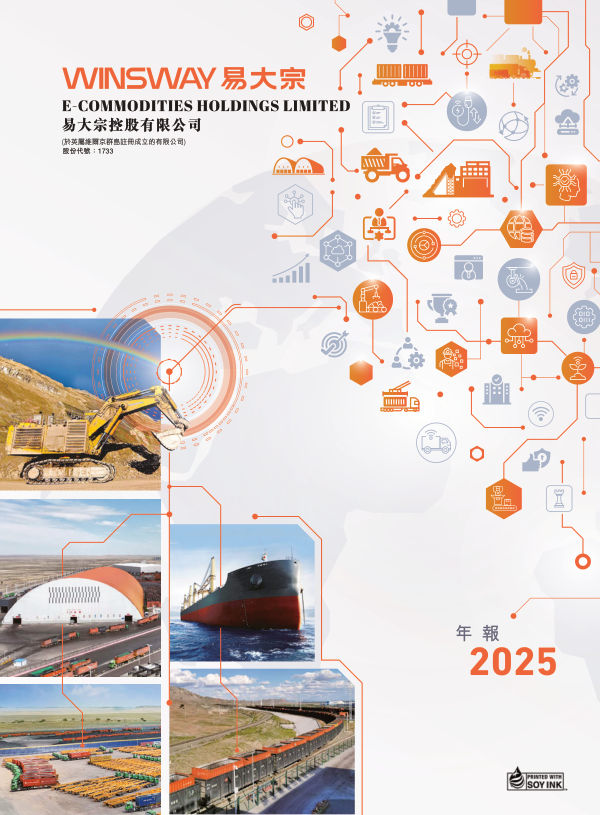 WINSWAY 易大宗
E-COMMODITIES HOLDINGS LIMITED
易大宗控股有限公司
(於英屬維爾京群島註冊成立的有限公司)
股份代號：1733
年報
2025
PRINTED WITH
SOY INK